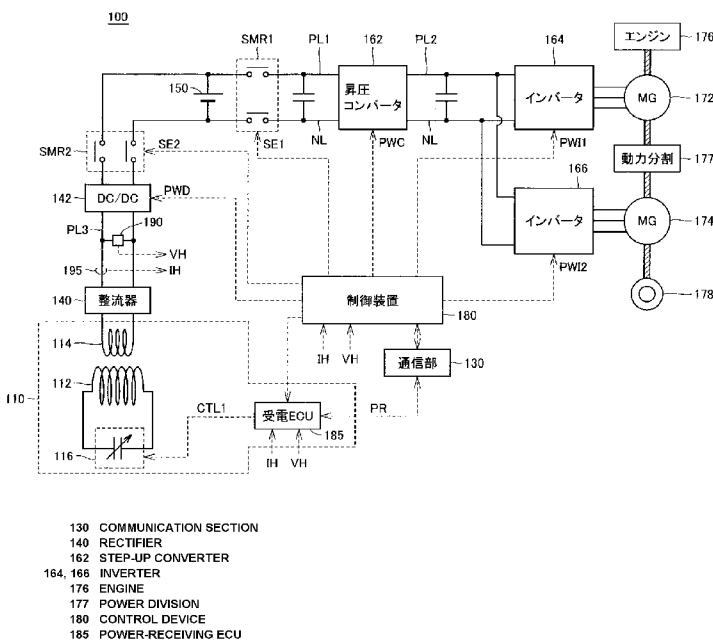 100
SMR1
PL1
162
PL2
164
エンジン
176
150
昇圧
コンバータ
インバータ
MG
172
SMR2
SE2
SE1
NL
NL
PWC
PWI1
動力分割
177
142
DC/DC
PWD
166
PL3
190
VH
インバータ
MG
174
195
IH
PWI2
140
整流器
制御装置
180
178
114
IH
VH
通信部
130
112
110
CTL1
受電ECU
PR
185
116
IH
VH
130 COMMUNICATION SECTION
140 RECTIFIER
162 STEP-UP CONVERTER
164, 166 INVERTER
176 ENGINE
177 POWER DIVISION
180 CONTROL DEVICE
185 POWER-RECEIVING ECU